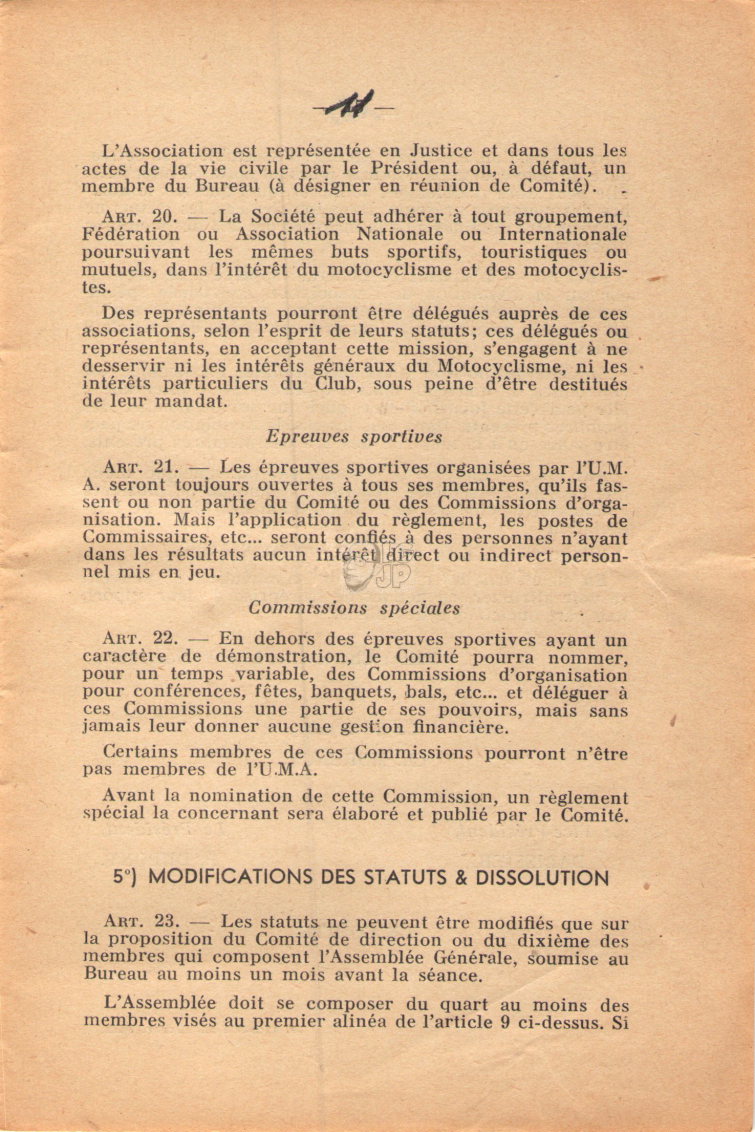 — 11 —
L'Association est représentée en Justice et dans tous les
actes de la vie civile par le Président ou, à défaut, un
membre du Bureau (à désigner en réunion de Comité).
ART. 20. — La Société peut adhérer à tout groupement,
Fédération ou Association Nationale ou Internationale
poursuivant les mêmes buts sportifs, touristiques ou
mutuels, dans l'intérêt du motocyclisme et des motocyclis-
tes.
Des représentants pourront être délégués auprès de ces
associations, selon l'esprit de leurs statuts; ces délégués ou
représentants, en acceptant cette mission, s'engagent à ne
desservir ni les intérêts généraux du Motocyclisme, ni les
intérêts particuliers du Club, sous peine d'être destitués
de leur mandat.
Epreuves sportives
ART. 21. — Les épreuves sportives organisées par l'U.M.
A. seront toujours ouvertes à tous ses membres, qu'ils fas-
sent ou non partie du Comité ou des Commissions d'orga-
nisation. Mais l'application du règlement, les postes de
Commissaires, etc... seront confiés à des personnes n'ayant
dans les résultats aucun intérêt direct ou indirect person-
nel mis en jeu.
JP
Commissions spéciales
ART. 22. — En dehors des épreuves sportives ayant un
caractère de démonstration, le Comité pourra nommer,
pour un temps variable, des Commissions d'organisation
pour conférences, fêtes, banquets, bals, etc... et déléguer à
ces Commissions une partie de ses pouvoirs, mais sans
jamais leur donner aucune gestion financière.
Certains membres de ces Commissions pourront n'être
pas membres de l'U.M.A.
Avant la nomination de cette Commission, un règlement
spécial la concernant sera élaboré et publié par le Comité.
5°) MODIFICATIONS DES STATUTS & DISSOLUTION
ART. 23. — Les statuts ne peuvent être modifiés que sur
la proposition du Comité de direction ou du dixième des
membres qui composent l'Assemblée Générale, soumise au
Bureau au moins un mois avant la séance.
L'Assemblée doit se composer du quart au moins des
membres visés au premier alinéa de l'article 9 ci-dessus. Si